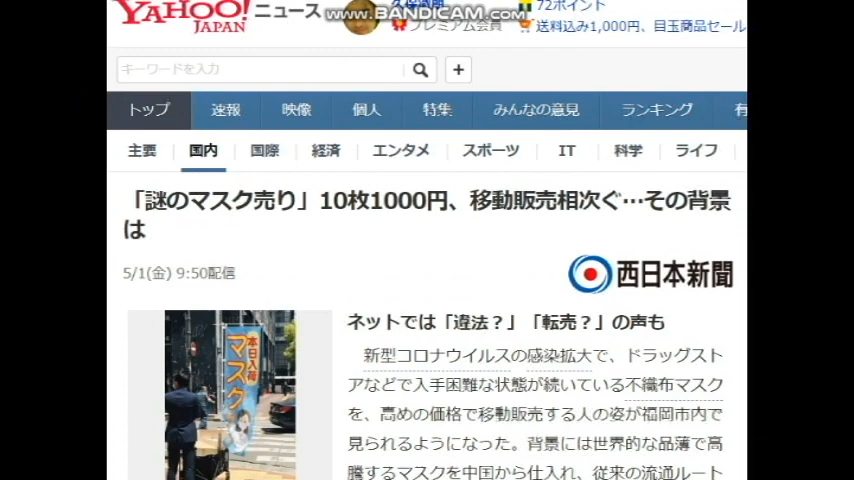 YAHOO! ニュース
JAPAN
www.BANDICAM.com
プレミアム会員
72ポイント
送料込み1,000円、目玉商品セール
キーワードを入力
+
トップ 速報 映像 個人 特集 みんなの意見 ランキング 有
主要 国内 国際 経済 エンタメ スポーツ IT 科学 ライフ
「謎のマスク売り」10枚1000円、移動販売相次ぐ…その背景
は
5/1(金) 9:50配信
西日本新聞
本日入荷
マスク
ネットでは「違法？」「転売？」の声も
新型コロナウイルスの感染拡大で、ドラッグスト
アなどで入手困難な状態が続いている不織布マスク
を、高めの価格で移動販売する人の姿が福岡市内で
見られるようになった。背景には世界的な品薄で高
騰するマスクを中国から仕入れ、従来の流通ルート